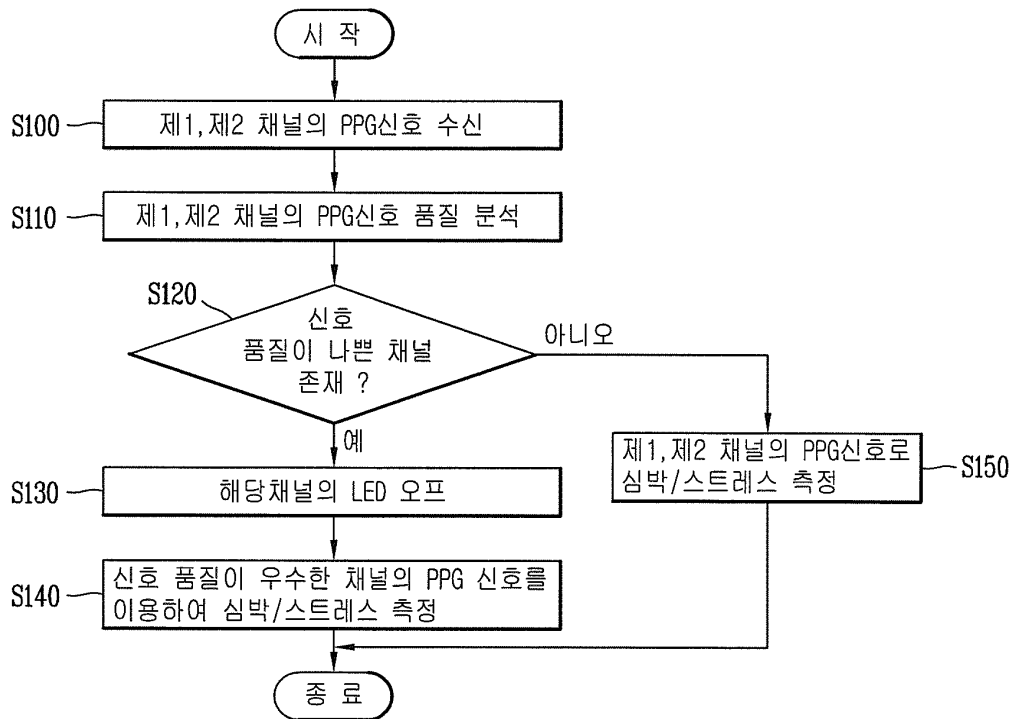 시 작
S100
제1,제2 채널의 PPG신호 수신
S110
제1,제2 채널의 PPG신호 품질 분석
S120
신호
품질이 나쁜 채널
존재 ?
아니오
예
S130
해당채널의 LED 오프
제1,제2 채널의 PPG신호로
심박/스트레스 측정
S150
S140
신호 품질이 우수한 채널의 PPG 신호를
이용하여 심박/스트레스 측정
종 료